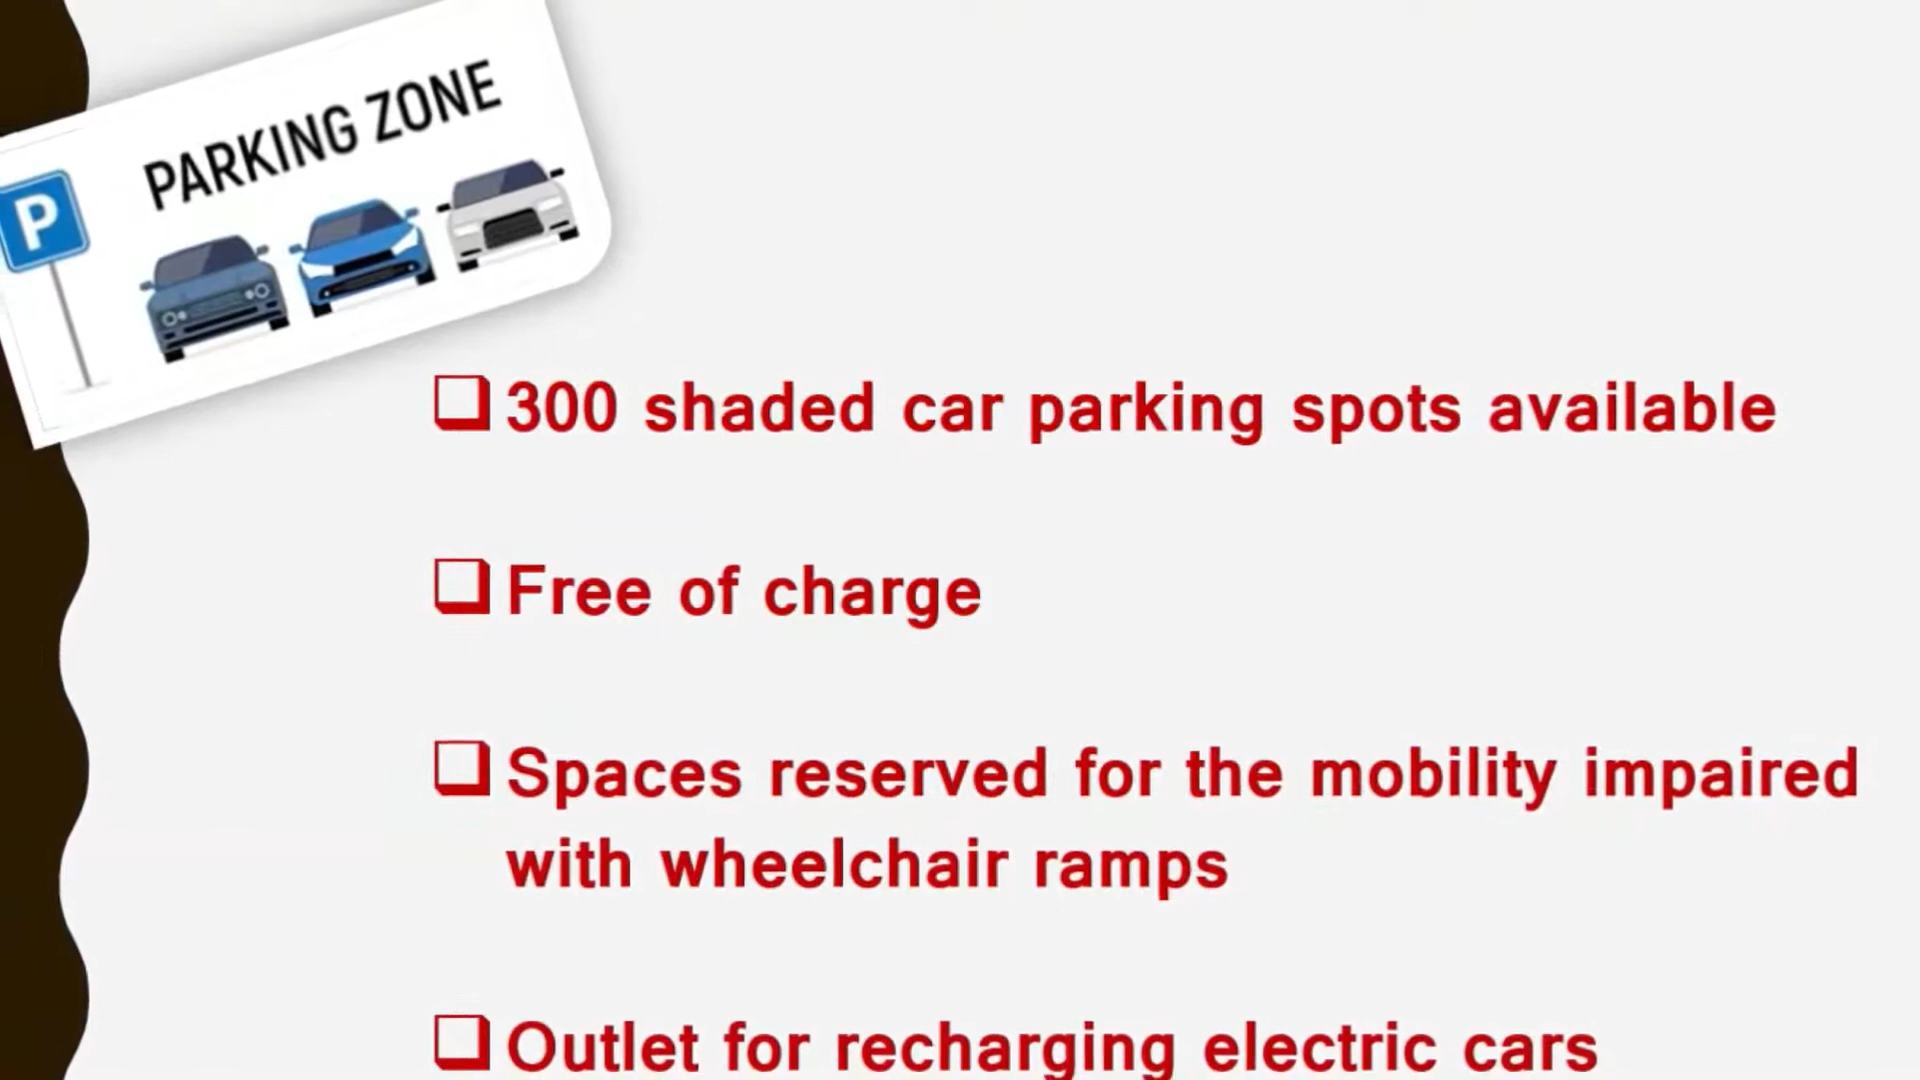 PARKING ZONE
P
300 shaded car parking spots available
Free of charge
Spaces reserved for the mobility impaired
with wheelchair ramps
Outlet for recharging electric cars